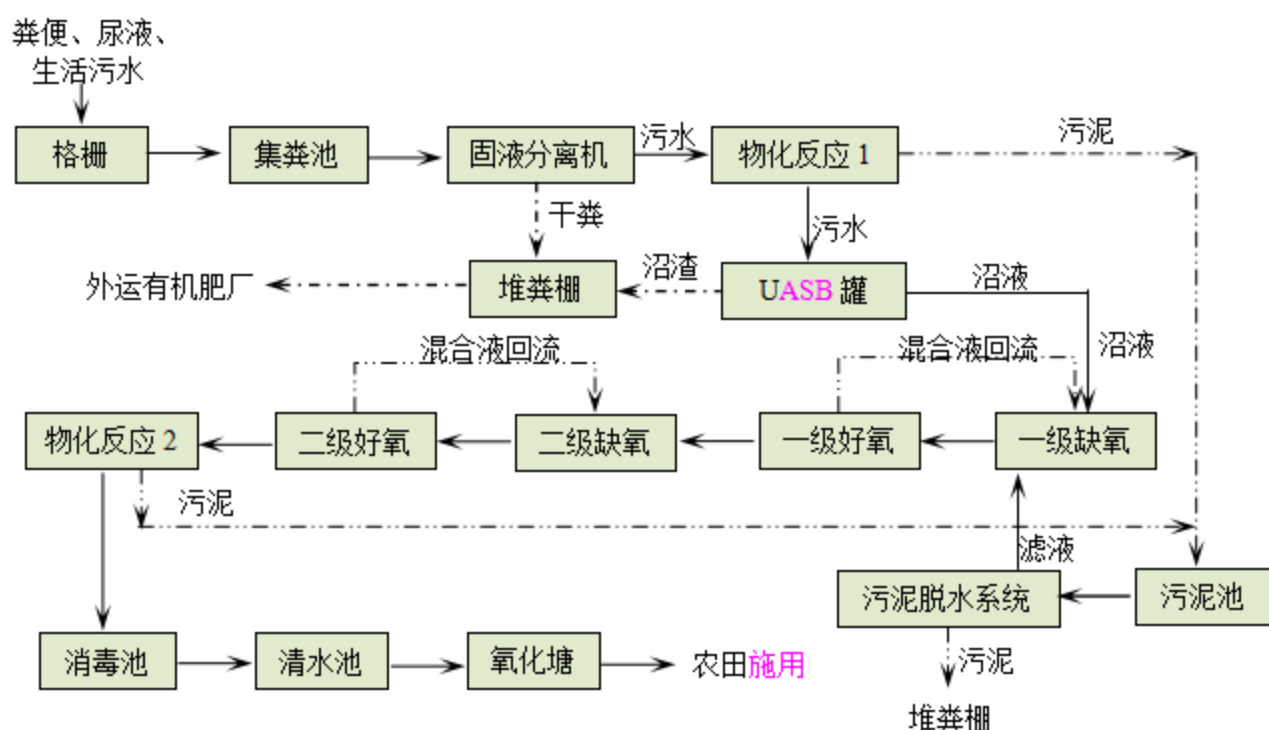 粪便、尿液、
生活污水
格栅
集粪池
固液分离机
污水
物化反应1
污泥
干粪
污水
外运有机肥厂
堆粪棚
沼渣
UASB 罐
沼液
混合液回流
混合液回流
沼液
物化反应2
二级好氧
二级缺氧
一级好氧
一级缺氧
污泥
滤液
污泥脱水系统
污泥池
消毒池
清水池
氧化塘
农田施用
污泥
堆粪棚